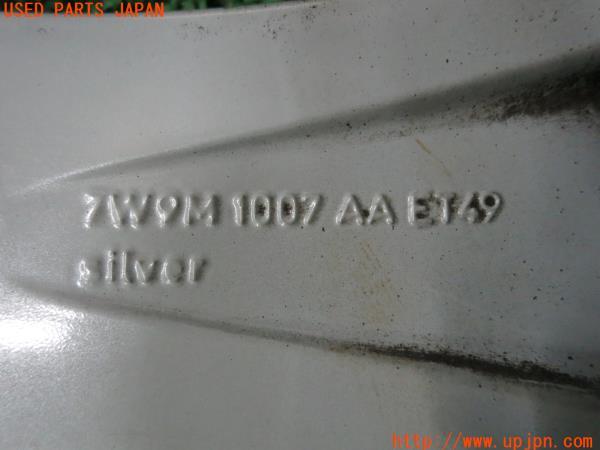 USED PARTS JAPAN
7W9M 1007 AA ET49
silver
http://www.upjpn.com